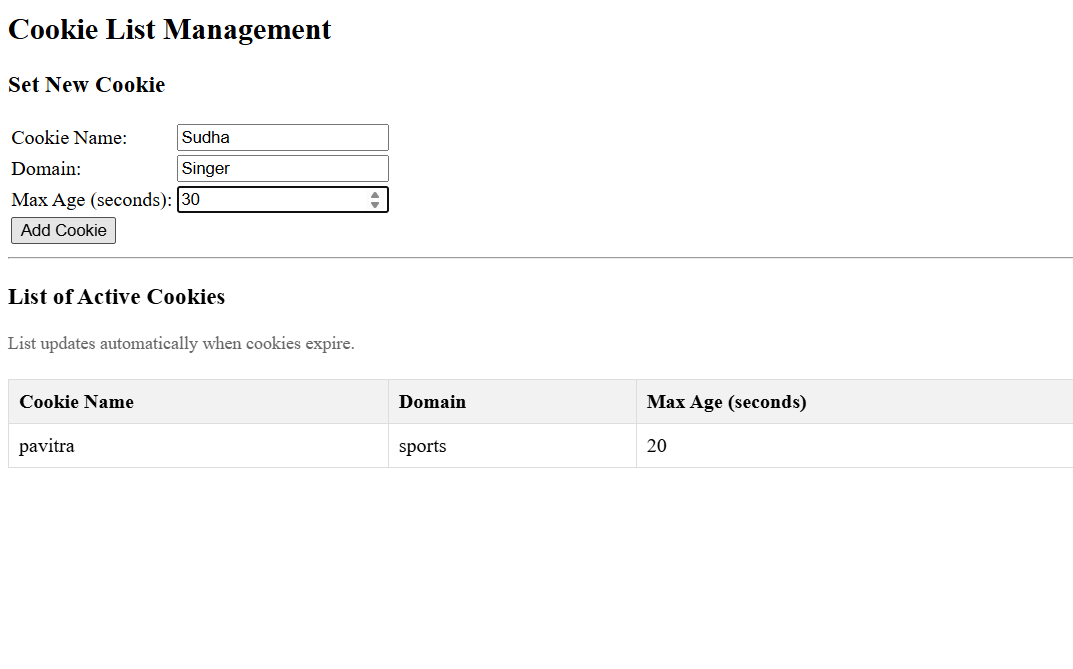 Cookie List Management
Set New Cookie
Cookie Name: Sudha
Domain: Singer
Max Age (seconds): 30
Add Cookie
List of Active Cookies
List updates automatically when cookies expire.
Cookie Name Domain Max Age (seconds)
pavitra sports 20